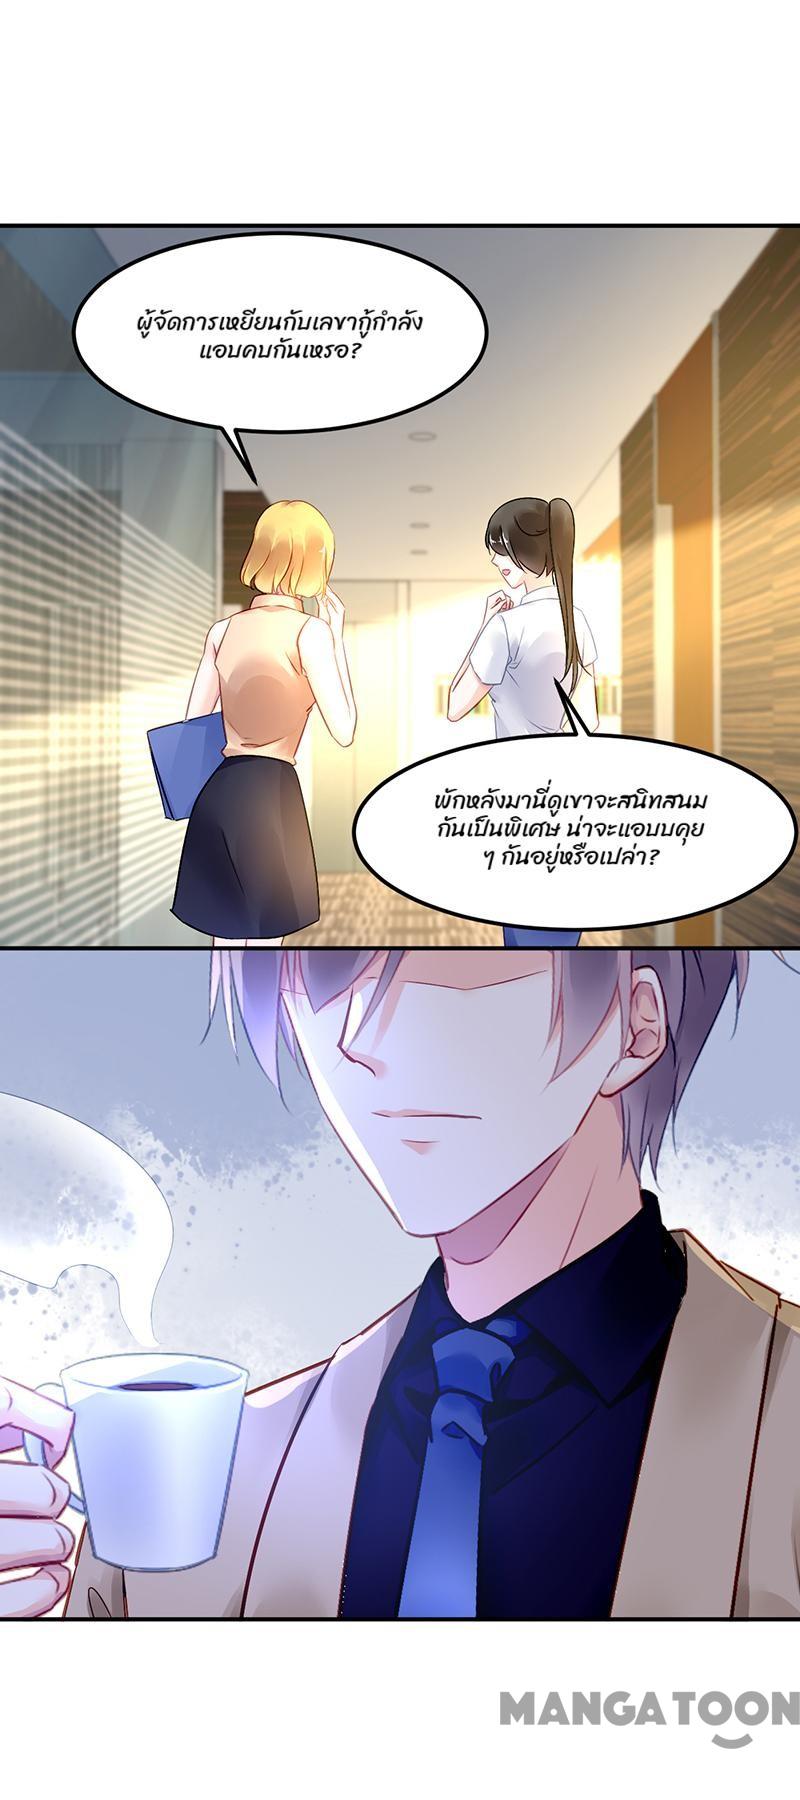 ผู้จัดการเหยียนกับเลขากู้กำลัง
แอบคบกันเหรอ?
พักหลังมานี่ดูเขาจะสนิทสนม
กันเป็นพิเศษ น่าจะแอบบคุย
ๆ กันอยู่หรือเปล่า?
MANGATOON